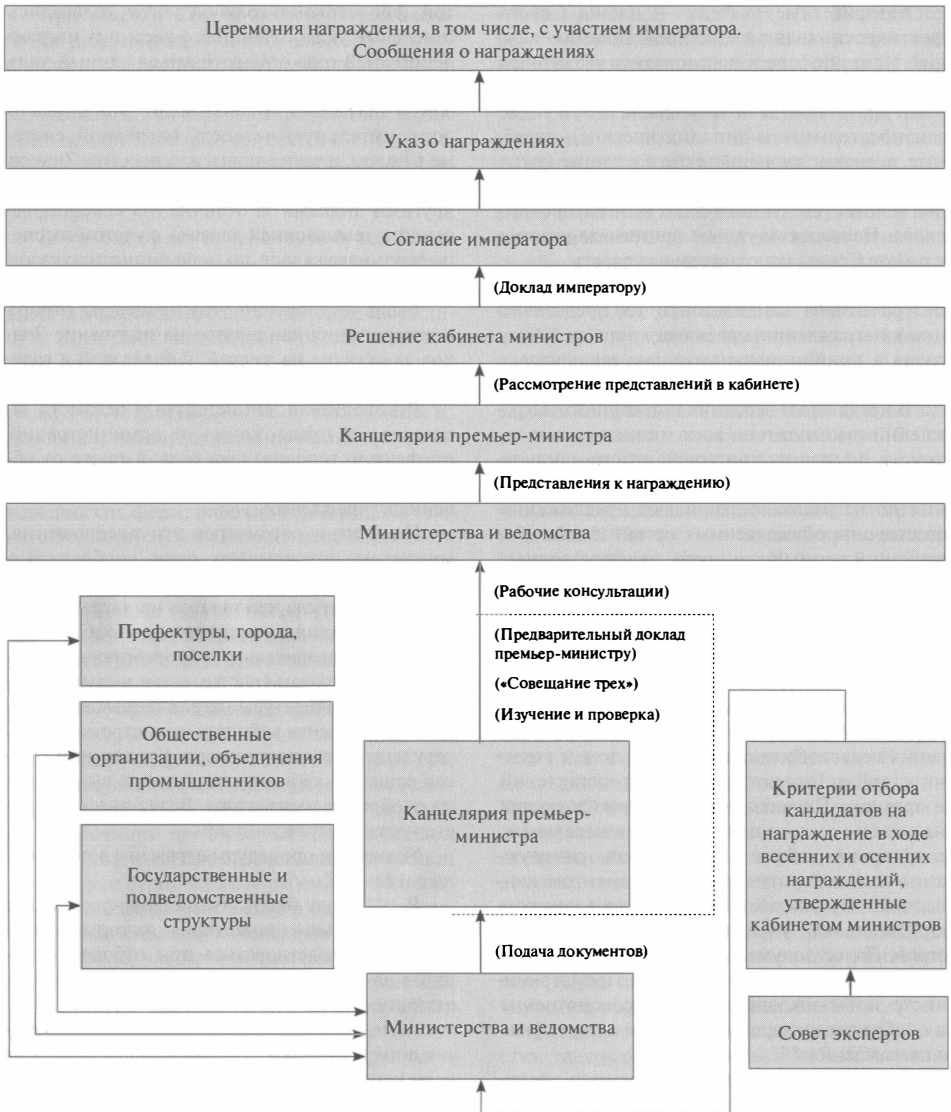 Церемония награждения, в том числе, с участием императора.
Сообщения о награждениях
Указ о награждениях
Согласие императора
(Доклад императору)
Решение кабинета министров
(Рассмотрение представлений в кабинете)
Канцелярия премьер-министра
(Представления к награждению)
Министерства и ведомства
(Рабочие консультации)
(Предварительный доклад
премьер-министру)
(«Совещание трех»)
(Изучение и проверка)
Префектуры, города,
поселки
Общественные
организации, объединения
промышленников
Государственные и
подведомственные
структуры
Канцелярия премьер-
министра
Критерии отбора
кандидатов на
награждение в ходе
весенних и осенних
награждений,
утвержденные
кабинетом министров
(Подача документов)
Министерства и ведомства
Совет экспертов